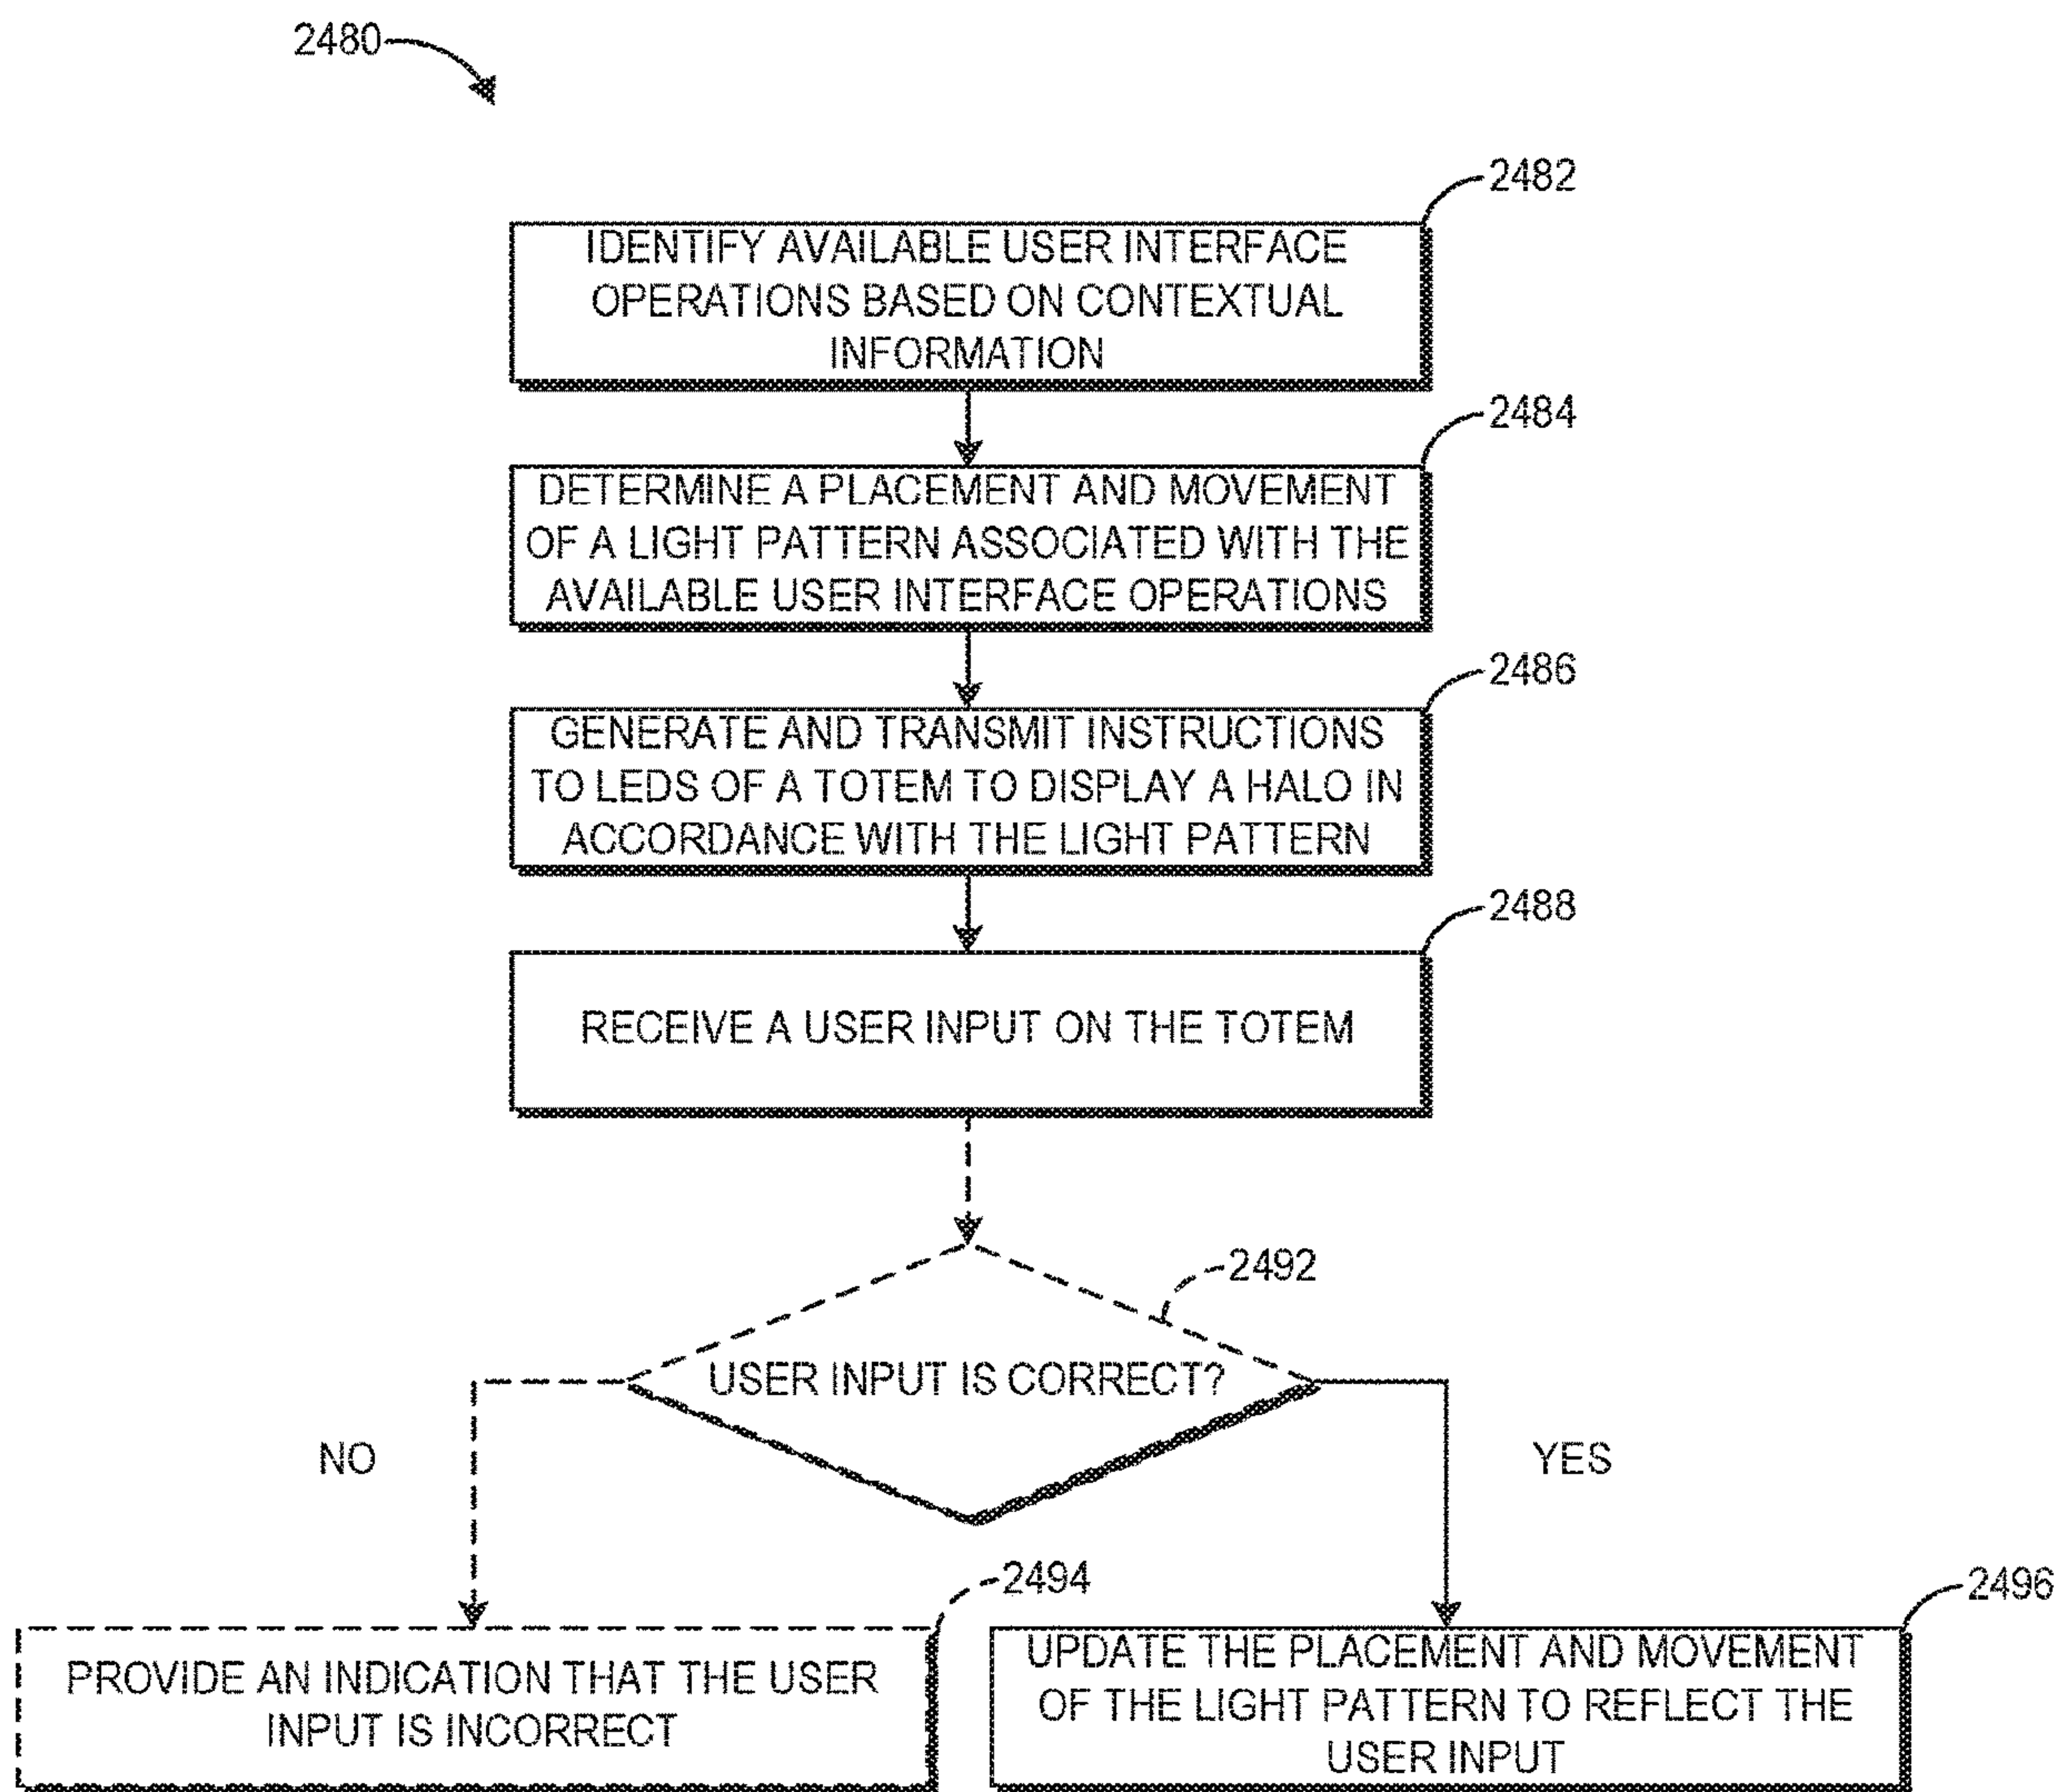 2480
2482
IDENTIFY AVAILABLE USER INTERFACE
OPERATIONS BASED ON CONTEXTUAL
INFORMATION
2484
DETERMINE A PLACEMENT AND MOVEMENT
OF A LIGHT PATTERN ASSOCIATED WITH THE
AVAILABLE USER INTERFACE OPERATIONS
2486
GENERATE AND TRANSMIT INSTRUCTIONS
TO LEDS OF A TOTEM TO DISPLAY A HALO IN
ACCORDANCE WITH THE LIGHT PATTERN
2488
RECEIVE A USER INPUT ON THE TOTEM
2492
USER INPUT IS CORRECT?
NO
YES
2494
PROVIDE AN INDICATION THAT THE USER
INPUT IS INCORRECT
2496
UPDATE THE PLACEMENT AND MOVEMENT
OF THE LIGHT PATTERN TO REFLECT THE
USER INPUT